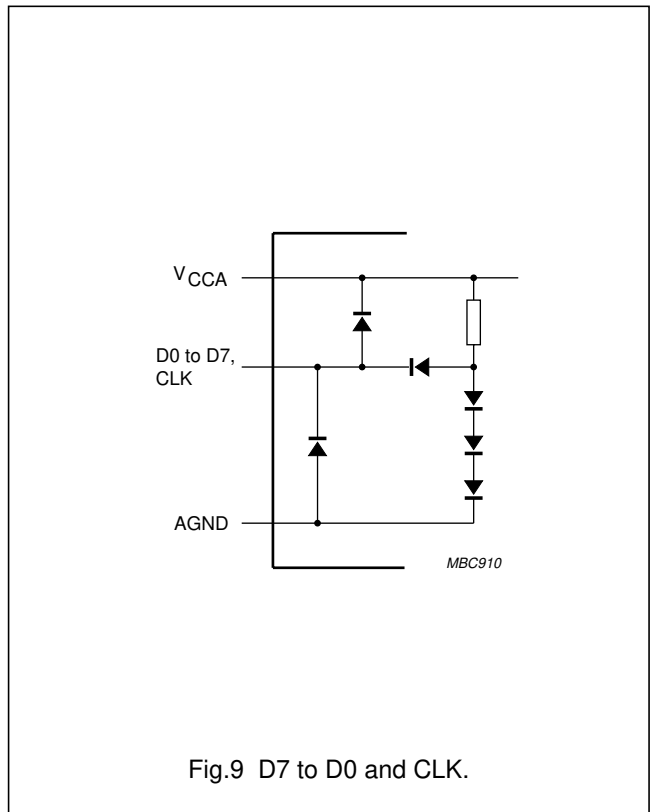 V CCA
D0 to D7,
CLK
AGND
MBC910
Fig.9 D7 to D0 and CLK.